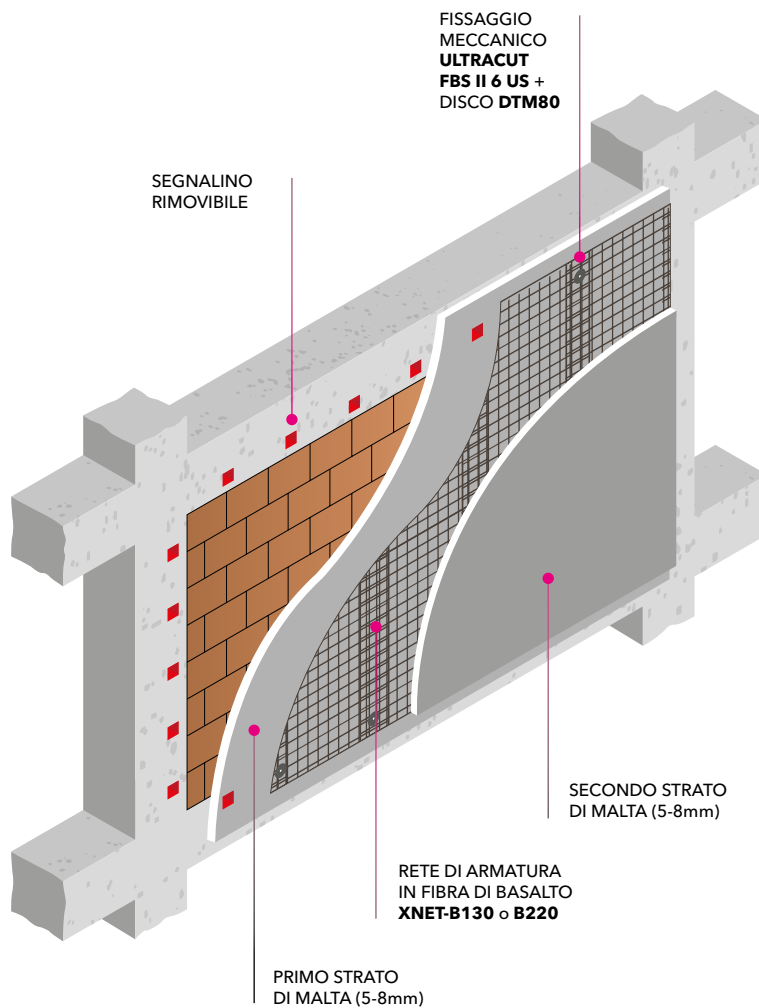 FISSAGGIO
MECCANICO
ULTRACUT
FBS II 6 US +
DISCO DTM80
SEGNALINO
RIMOVIBILE
SECONDO STRATO
DI MALTA (5-8mm)
RETE DI ARMATURA
IN FIBRA DI BASALTO
XNET-B130 o B220
PRIMO STRATO
DI MALTA (5-8mm)